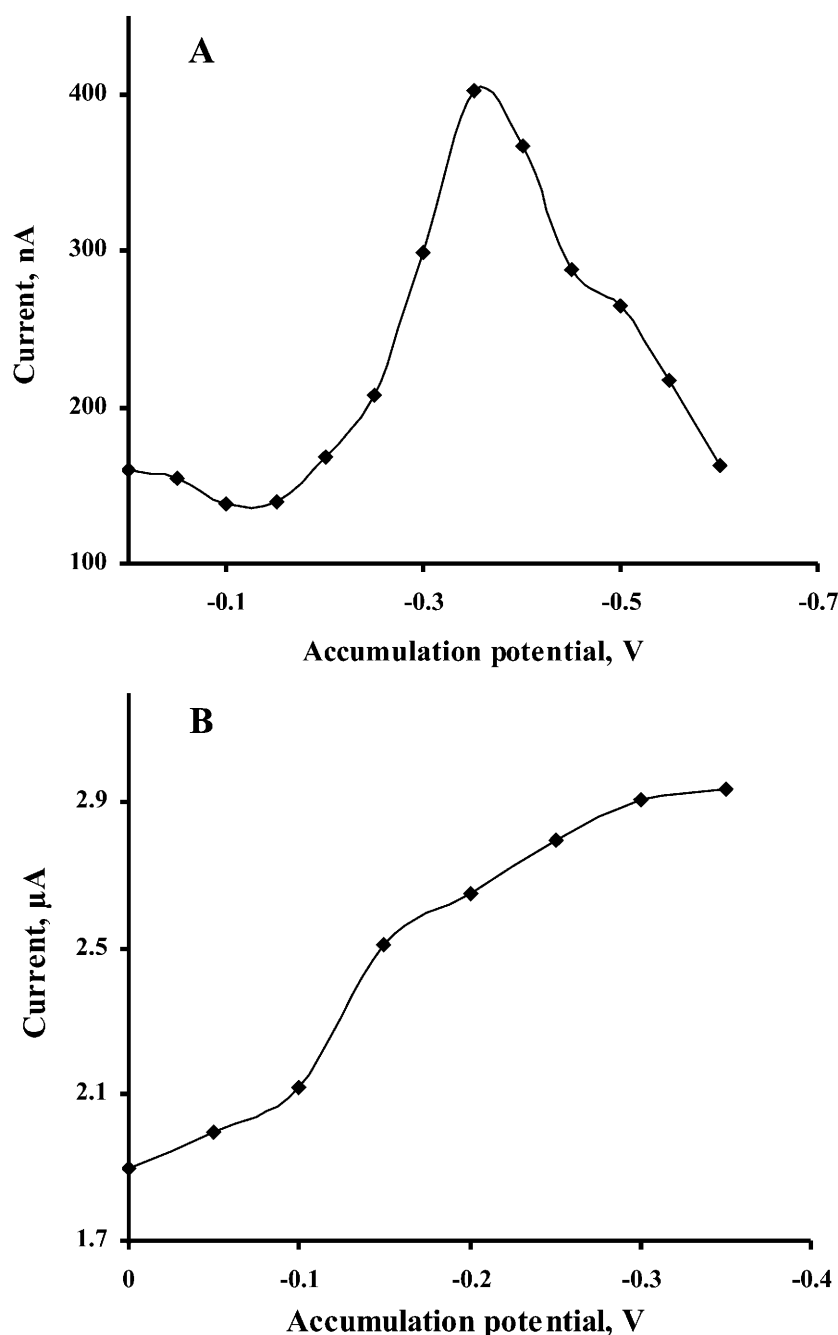 A
400
300
200
100
Current, nA
-0.1 -0.3 -0.5 -0.7
Accumulation potential, V
B
2.9
2.5
2.1
1.7
Current, µA
0 -0.1 -0.2 -0.3 -0.4
Accumulation potential, V